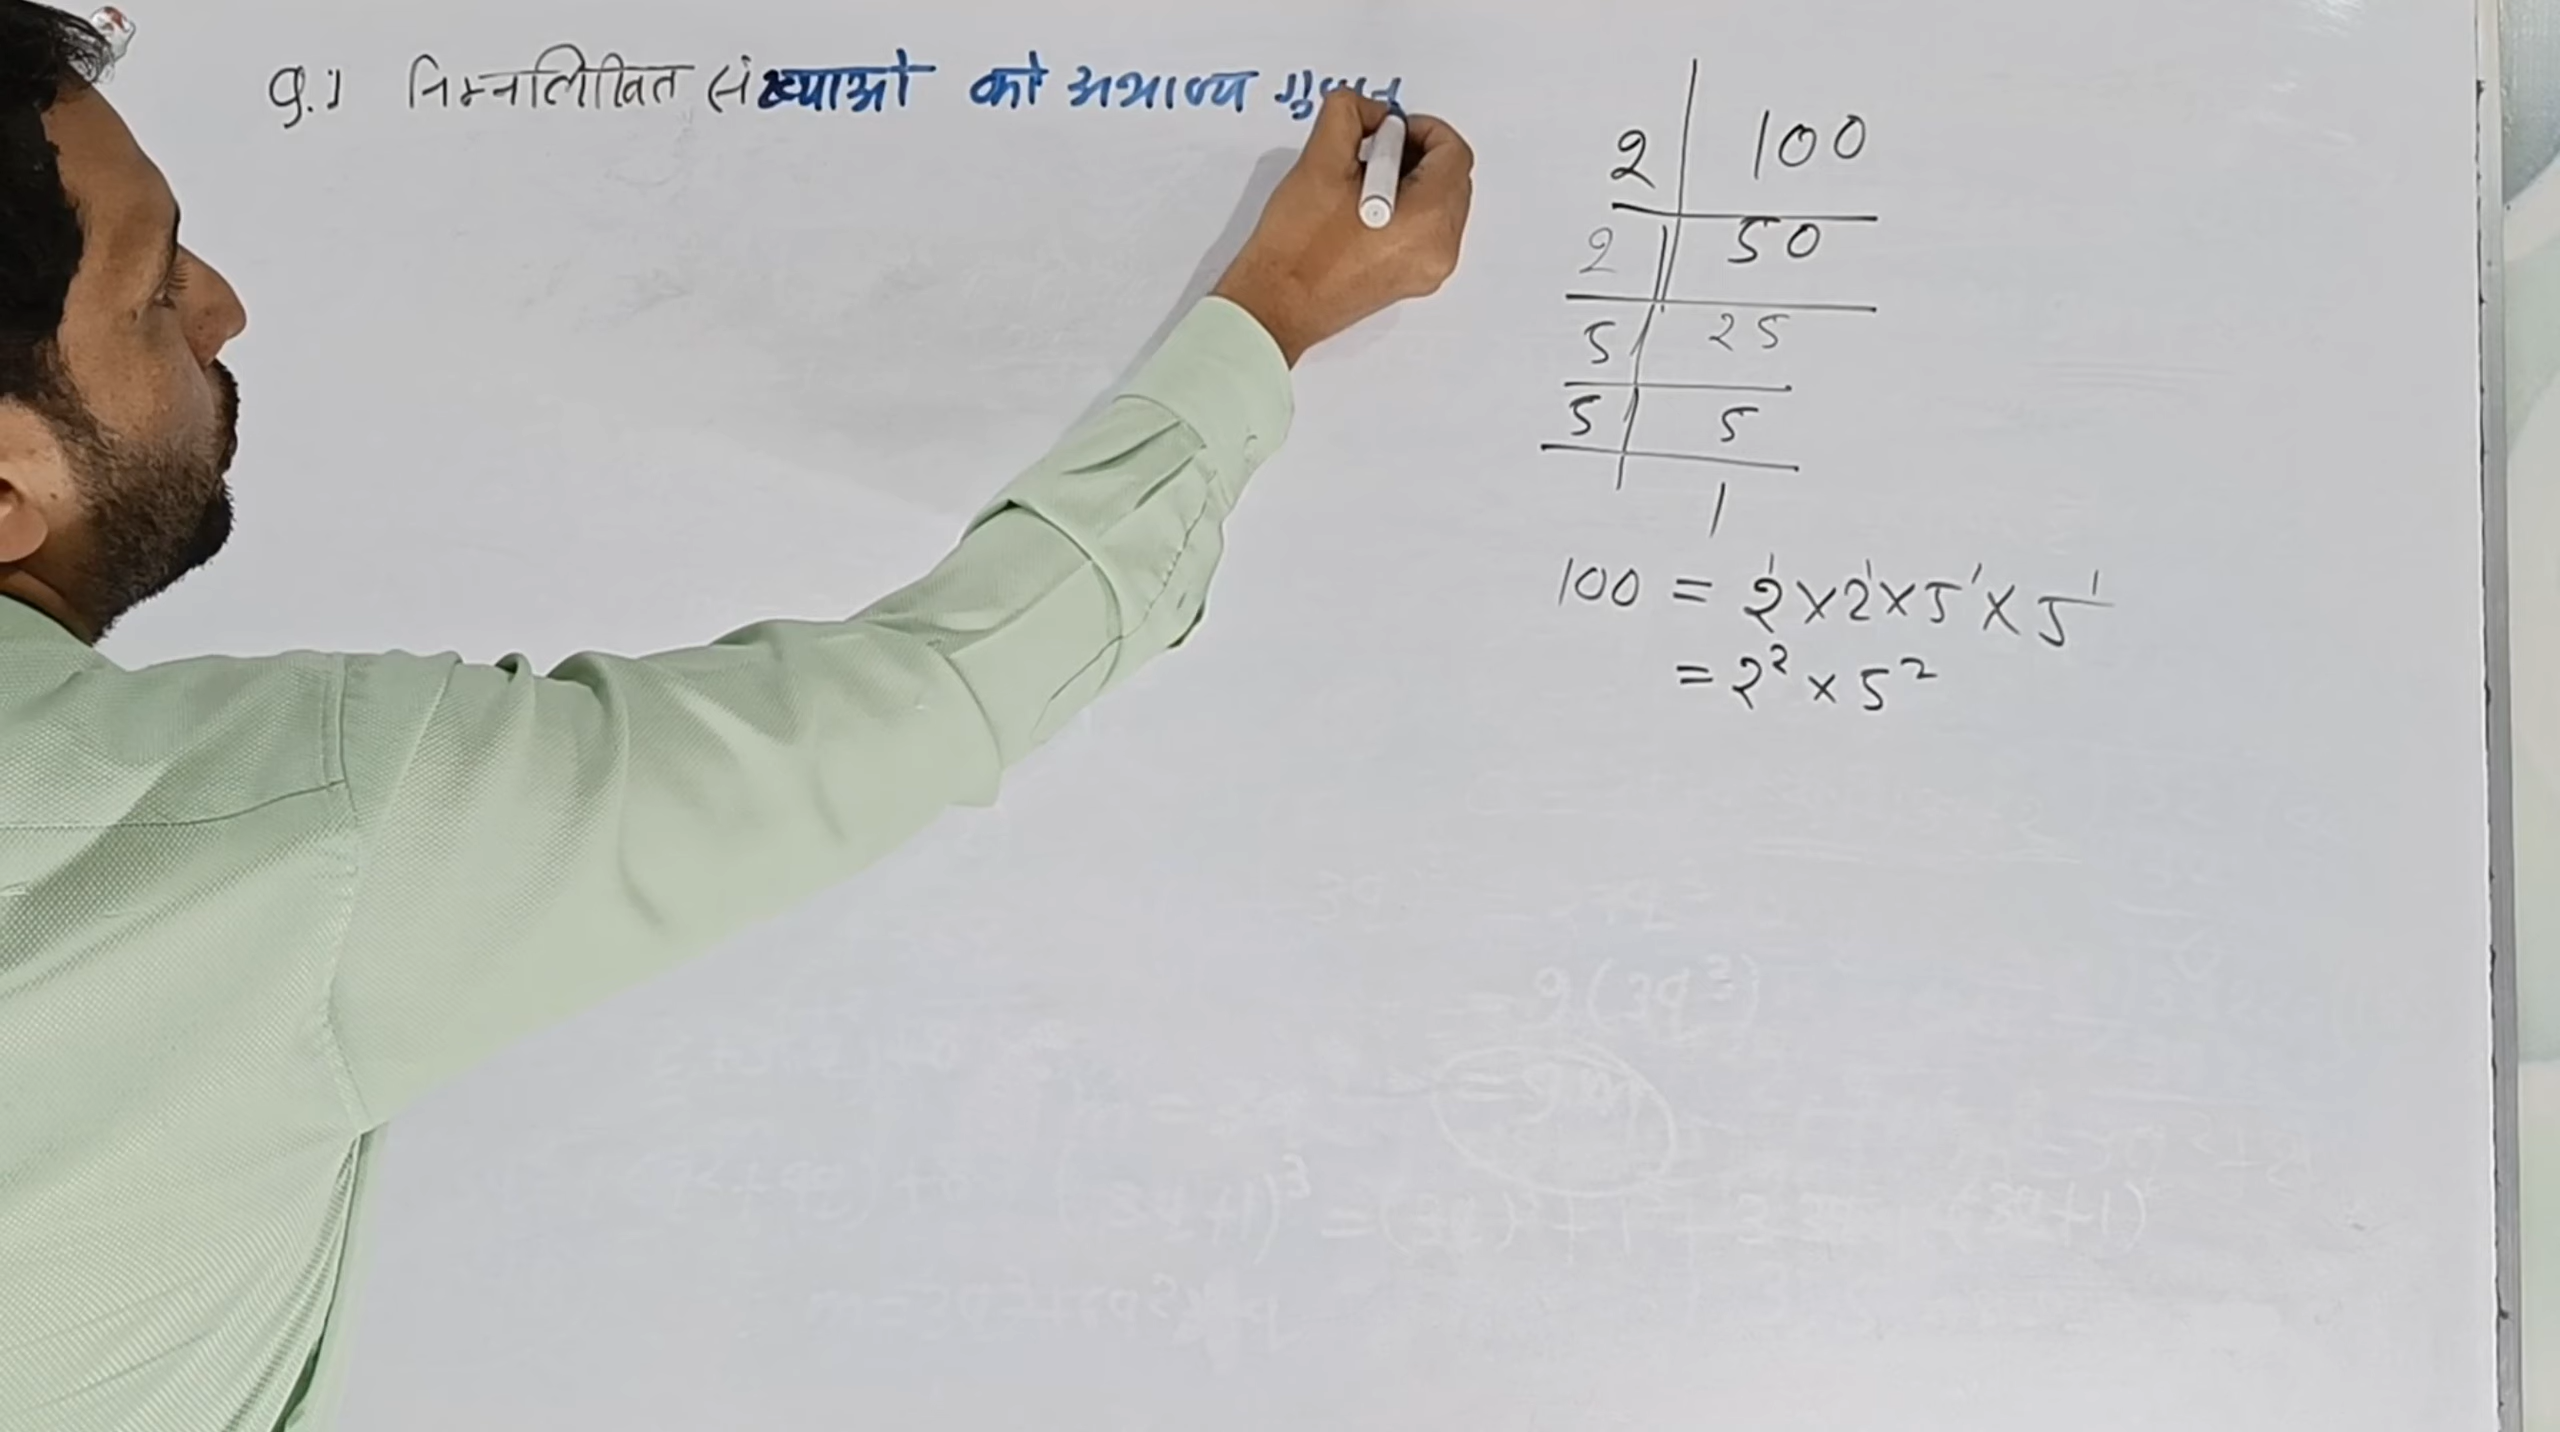 Q.1 निम्नलिखित संख्याओं को अभाज्य
2 | 100
2 | 50
5 | 25
5 | 5
1
100 = 2¹×2¹×5¹×5¹
= 2² × 5²